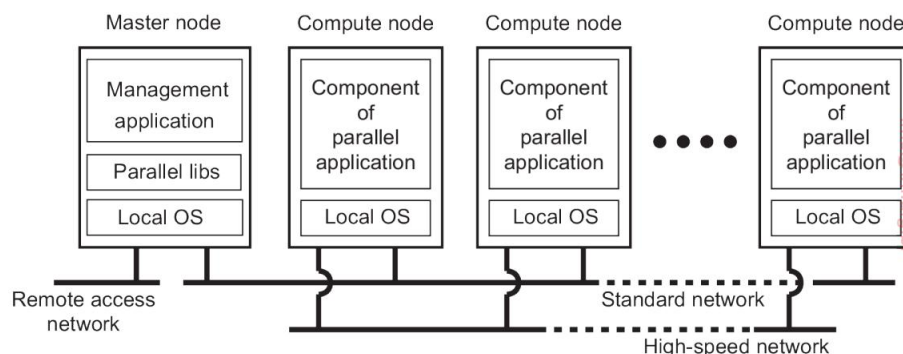 Master node
Compute node
Compute node
Compute node
Management
application
Parallel libs
Local OS
Component
of
parallel
application
Local OS
Component
of
parallel
application
Local OS
Component
of
parallel
application
Local OS
Remote access
network
Standard network
High-speed network